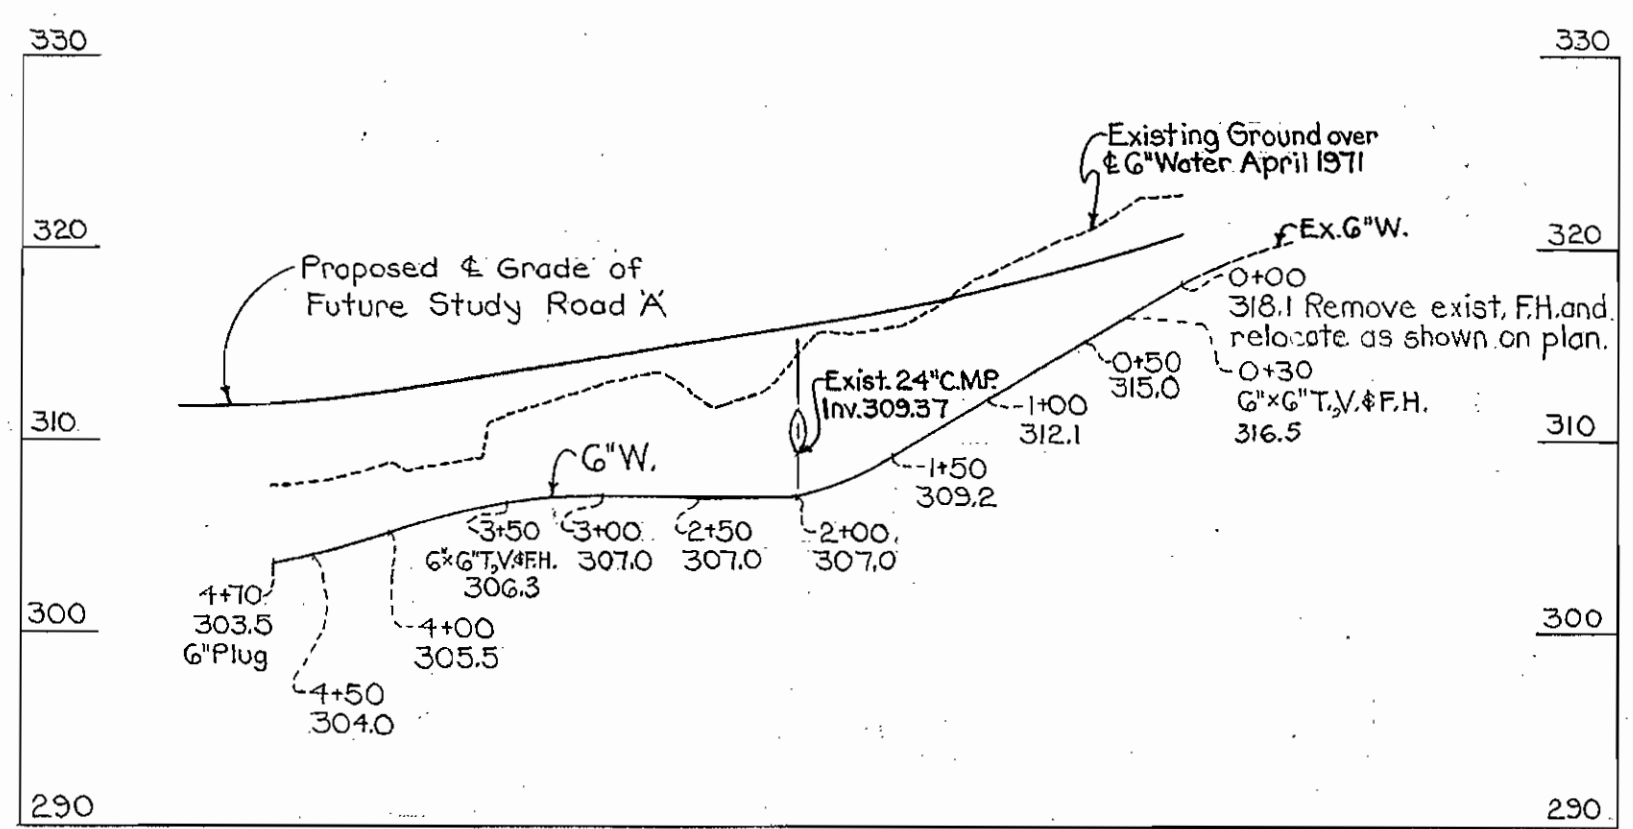 330
330
Existing Ground over
℄ 6"Water April 1971
320
Ex. 6"W.
320
Proposed ℄ Grade of
Future Study Road 'A'
0+00
318.1 Remove exist. F.H. and
relocate as shown on plan.
0+50
315.0
0+30
6"×6"T.,V.&F.H.
316.5
Exist. 24"C.M.P.
Inv. 309.37
1+00
312.1
310
310
6"W.
1+50
309.2
3+50
6"×6"T.,V.&F.H.
306.3
3+00
307.0
2+50
307.0
2+00
307.0
4+70
303.5
6"Plug
300
300
4+00
305.5
4+50
304.0
290
290